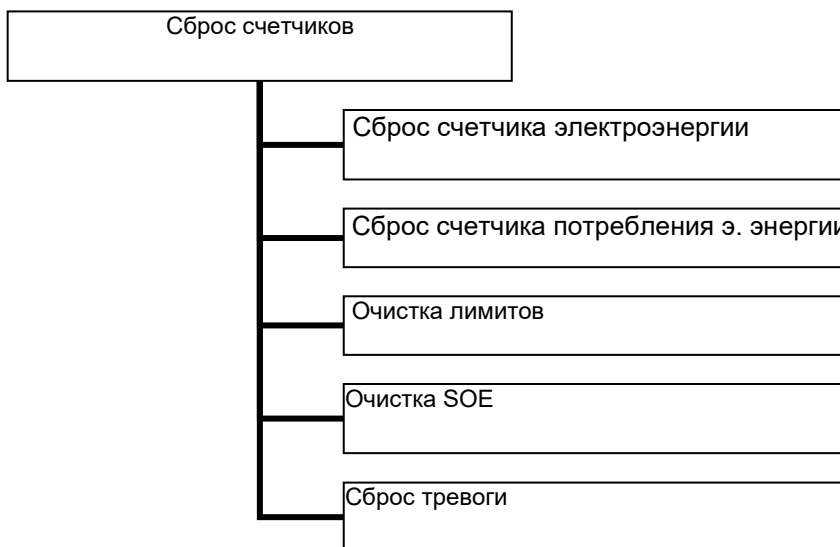 Сброс счетчиков
Сброс счетчика электроэнергии
Сброс счетчика потребления э. энергии
Очистка лимитов
Очистка SOE
Сброс тревоги